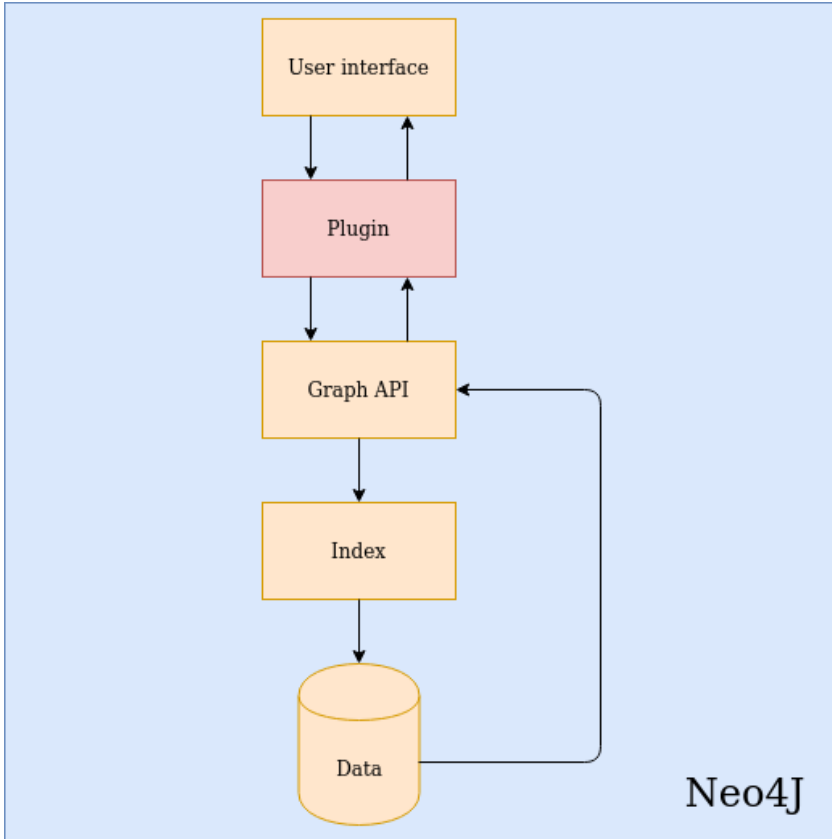 User interface
Plugin
Graph API
Index
Data
Neo4J